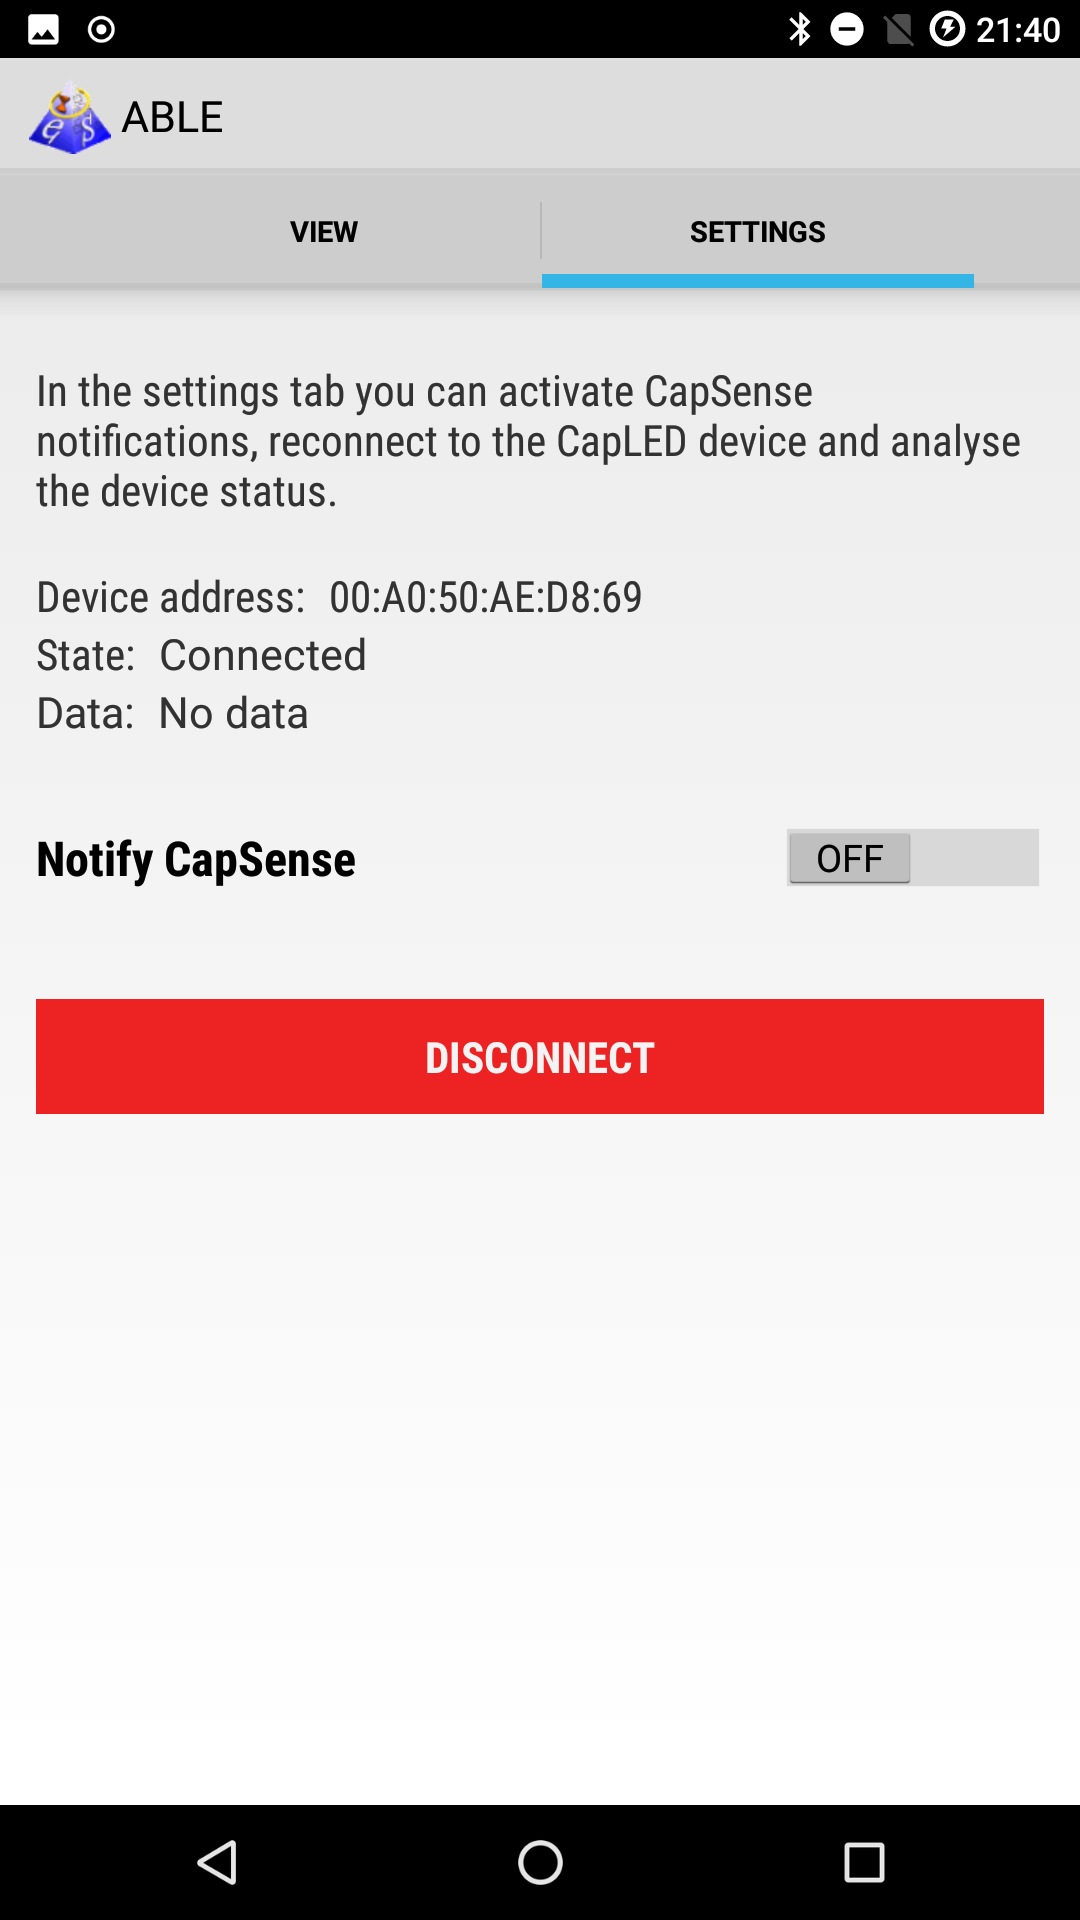 21:40
ABLE
VIEW
SETTINGS
In the settings tab you can activate CapSense
notifications, reconnect to the CapLED device and analyse
the device status.
Device address: 00:A0:50:AE:D8:69
State: Connected
Data: No data
Notify CapSense
OFF
DISCONNECT